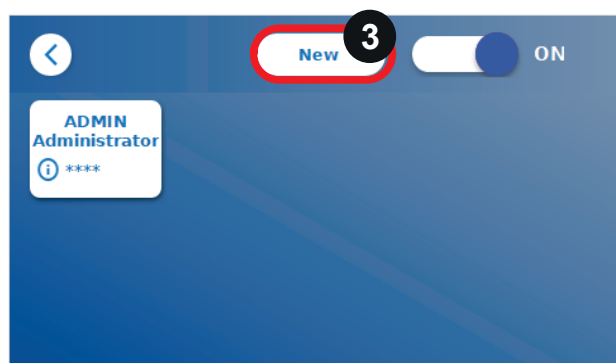 New
3
ON
ADMIN
Administrator
i ****